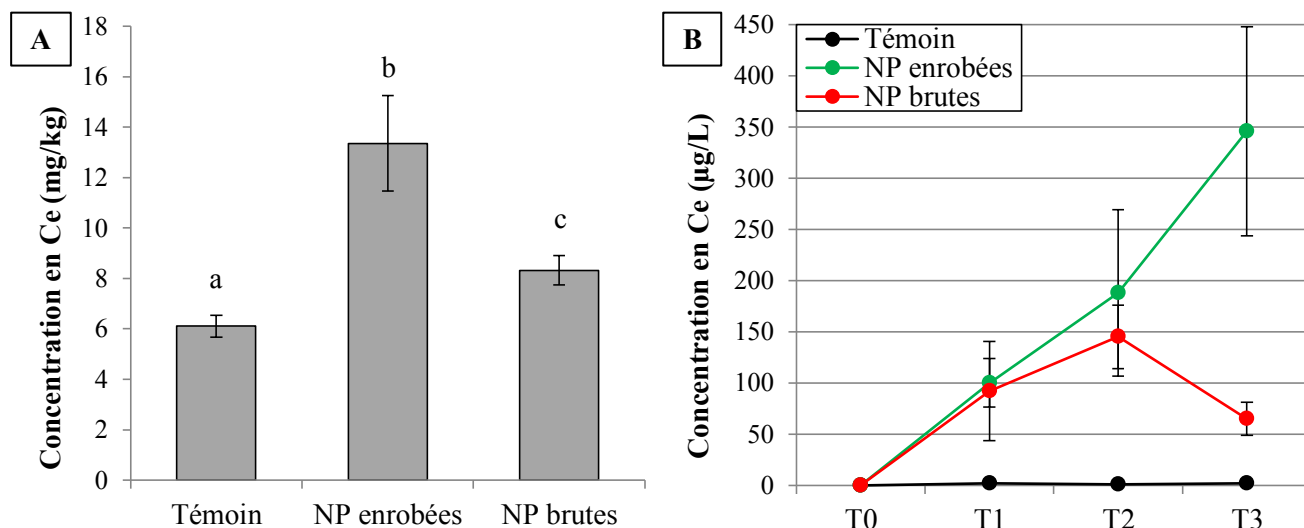 A
Concentration en Ce (mg/kg)
18
16
14
12
10
8
6
4
2
0
a
b
c
Témoin NP enrobées NP brutes
B
Concentration en Ce (µg/L)
450
400
350
300
250
200
150
100
50
0
Témoin
NP enrobées
NP brutes
T0 T1 T2 T3